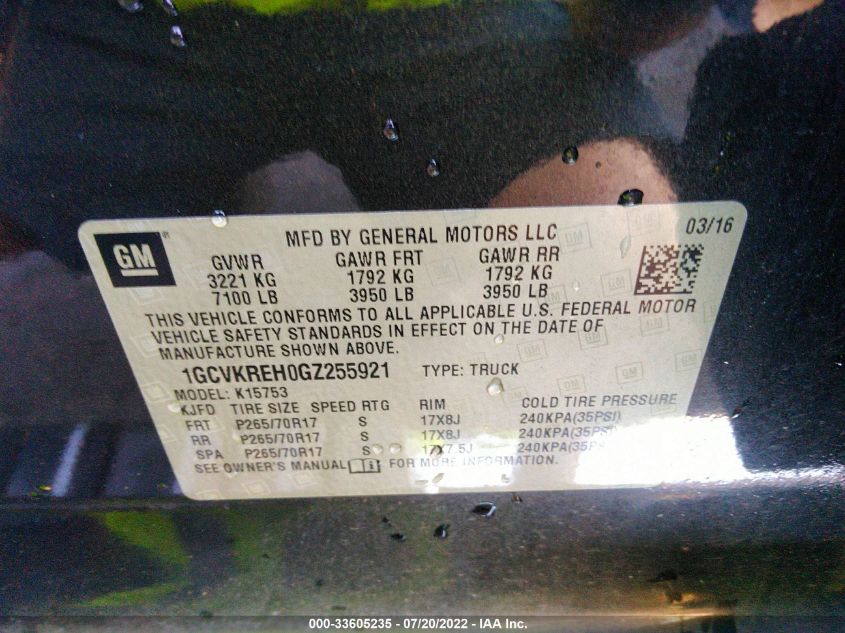 GM
MFD BY GENERAL MOTORS LLC
03/16
GVWR GAWR FRT GAWR RR
3221 KG 1792 KG 1792 KG
7100 LB 3950 LB 3950 LB
THIS VEHICLE CONFORMS TO ALL APPLICABLE U.S. FEDERAL MOTOR
VEHICLE SAFETY STANDARDS IN EFFECT ON THE DATE OF
MANUFACTURE SHOWN ABOVE.
1GCVKREH0GZ255921 TYPE: TRUCK
MODEL: K15753
KJFD TIRE SIZE SPEED RTG RIM COLD TIRE PRESSURE
FRT P265/70R17 S 17X8J 240KPA(35PSI)
RR P265/70R17 S 17X8J 240KPA(35PSI)
SPA P265/70R17 S 17X7.5J 240KPA(35PS
SEE OWNER'S MANUAL FOR MORE INFORMATION.
000-33605235 - 07/20/2022 - IAA Inc.